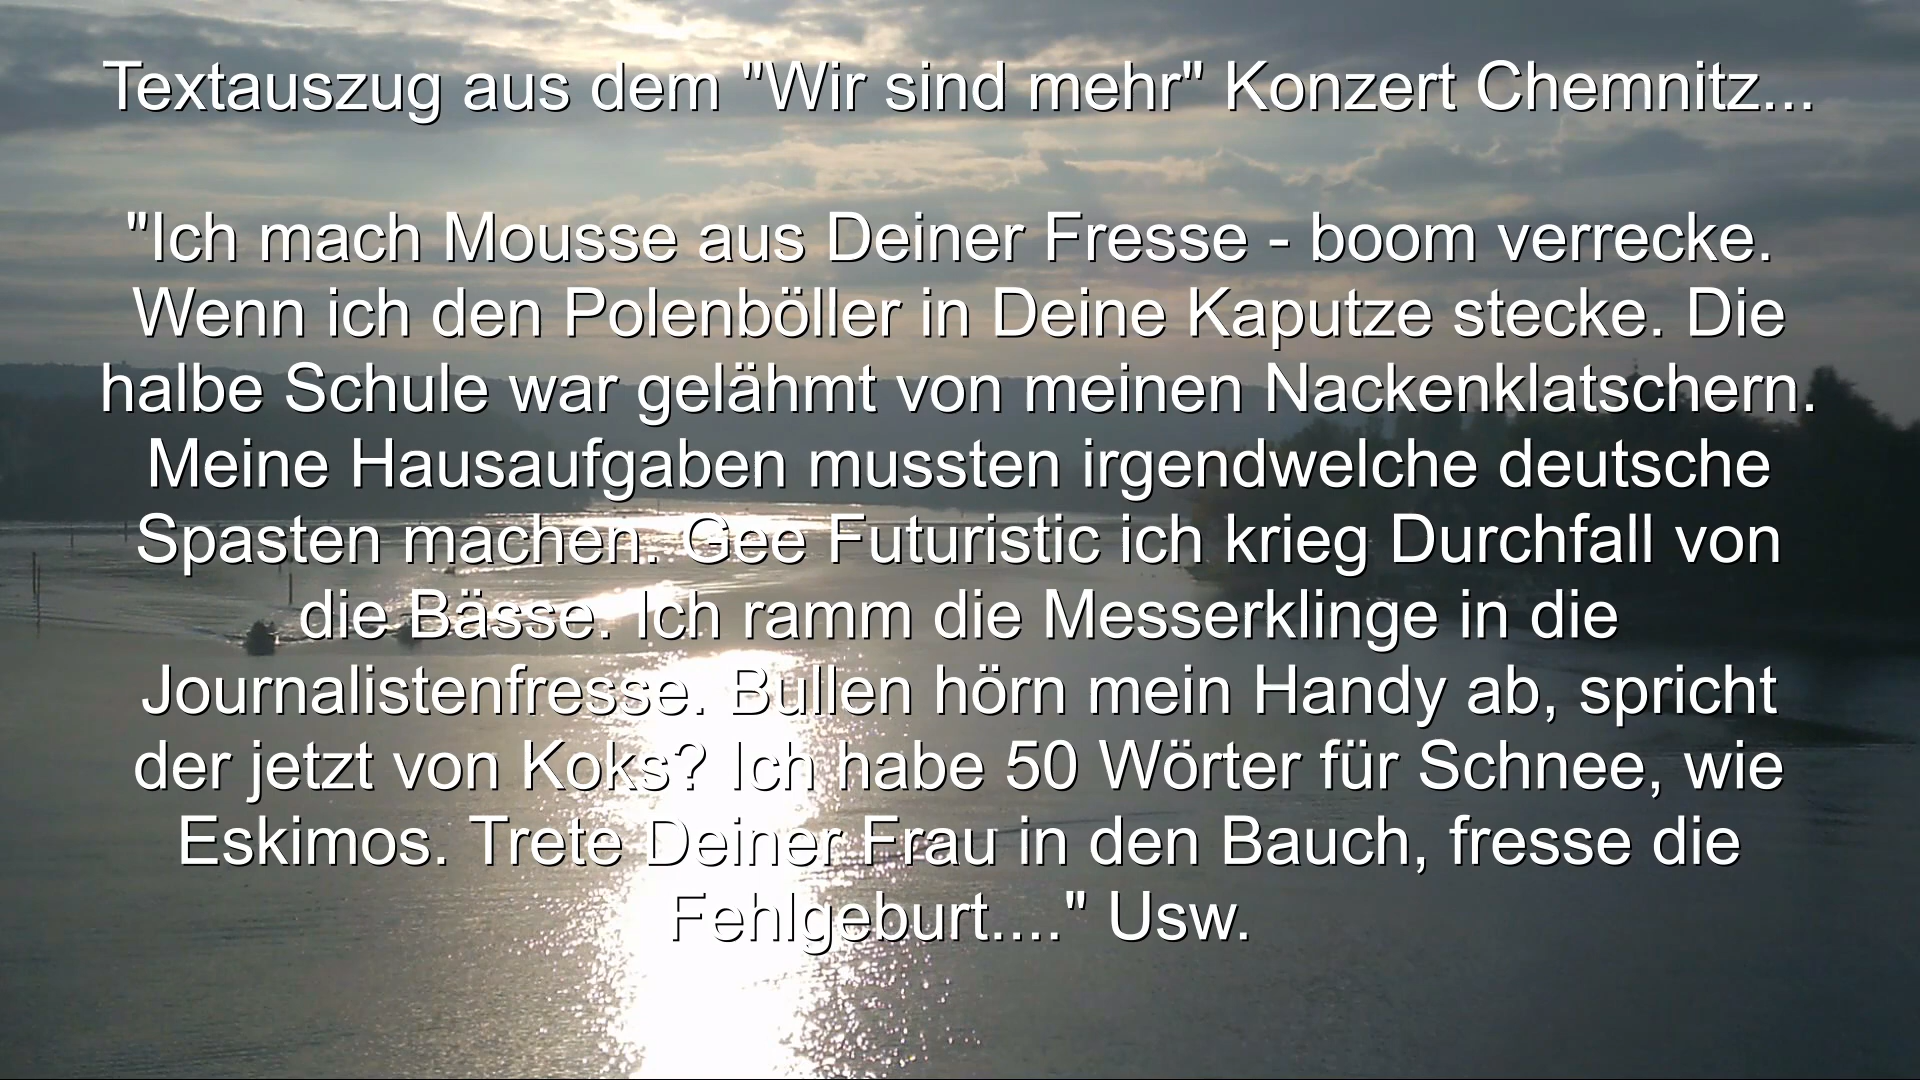 Textauszug aus dem "Wir sind mehr" Konzert Chemnitz...
"Ich mach Mousse aus Deiner Fresse - boom verrecke.
Wenn ich den Polenböller in Deine Kaputze stecke. Die
halbe Schule war gelähmt von meinen Nackenklatschern.
Meine Hausaufgaben mussten irgendwelche deutsche
Spasten machen. Gee Futuristic ich krieg Durchfall von
die Bässe. Ich ramm die Messerklinge in die
Journalistenfresse. Bullen hörn mein Handy ab, spricht
der jetzt von Koks? Ich habe 50 Wörter für Schnee, wie
Eskimos. Trete Deiner Frau in den Bauch, fresse die
Fehlgeburt...." Usw.